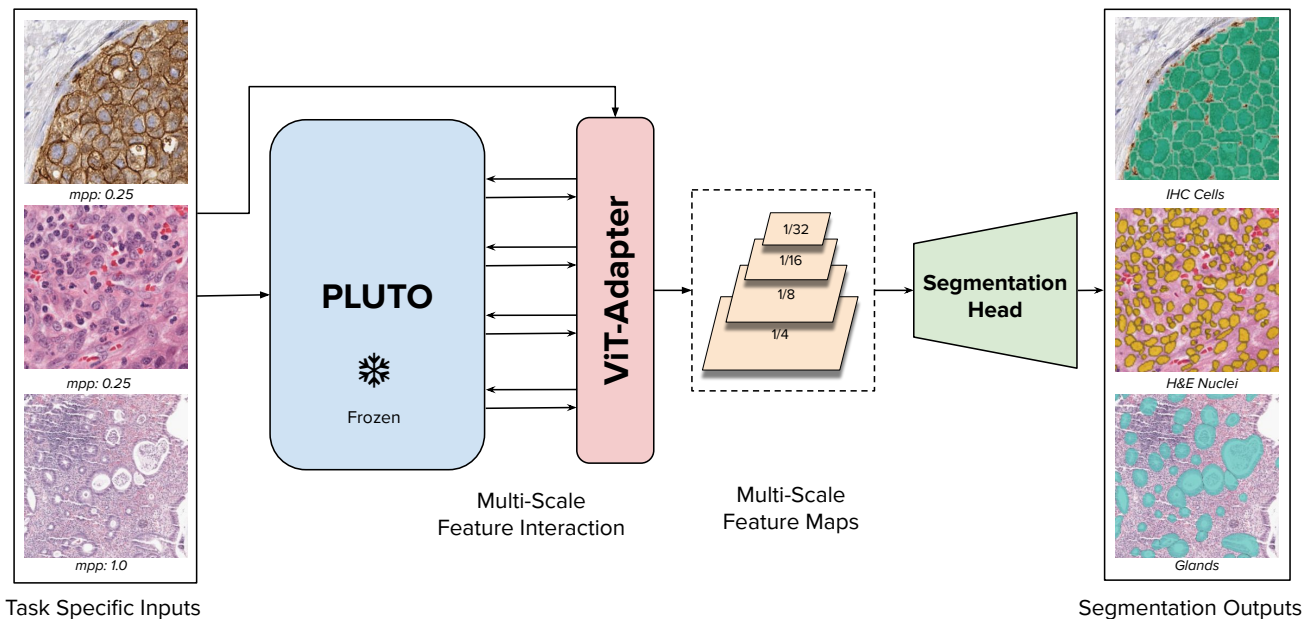 mpp: 0.25
mpp: 0.25
mpp: 1.0
Task Specific Inputs
PLUTO
Frozen
Multi-Scale
Feature Interaction
ViT-Adapter
1/32
1/16
1/8
1/4
Multi-Scale
Feature Maps
Segmentation
Head
IHC Cells
H&E Nuclei
Glands
Segmentation Outputs